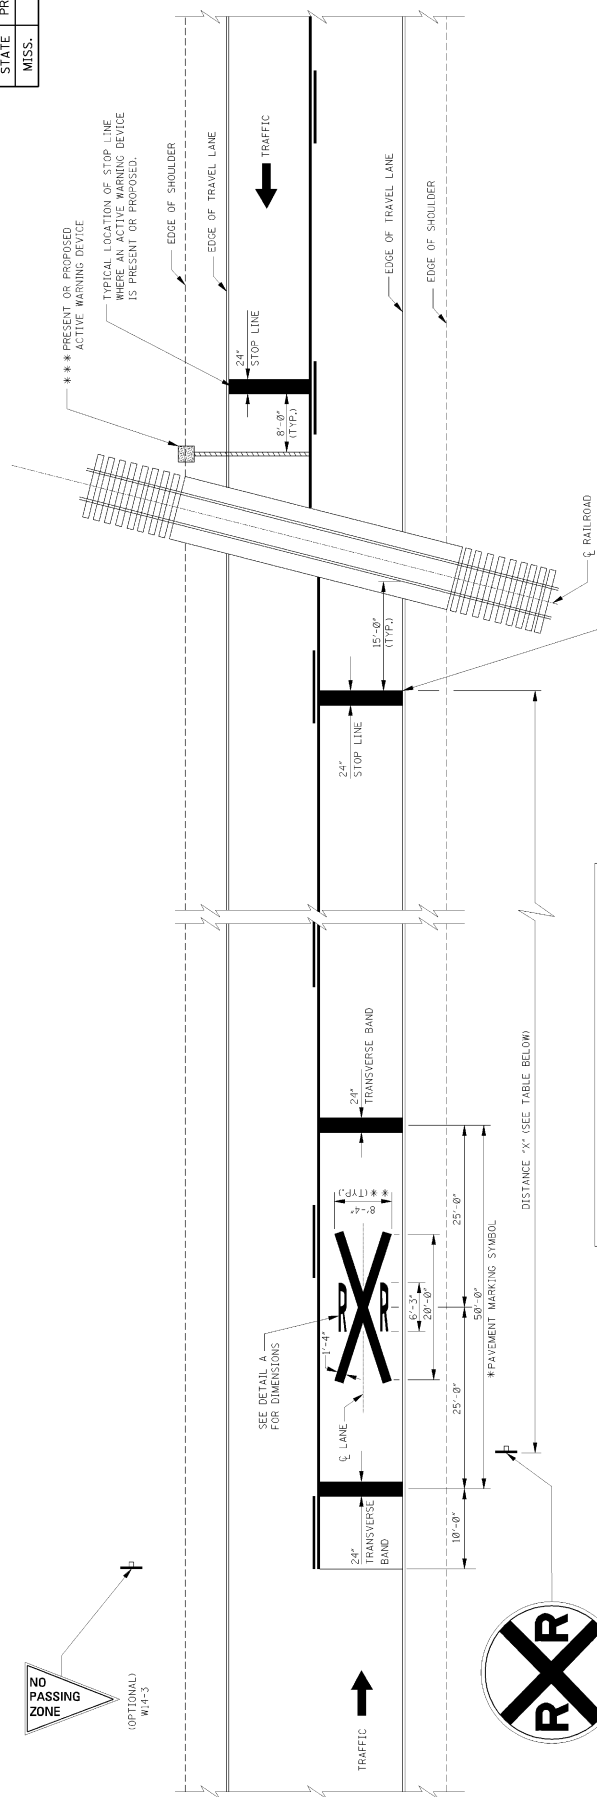 STATE
PR
MISS.
* * * PRESENT OR PROPOSED
ACTIVE WARNING DEVICE
TYPICAL LOCATION OF STOP LINE
WHERE AN ACTIVE WARNING DEVICE
IS PRESENT OR PROPOSED.
EDGE OF SHOULDER
EDGE OF TRAVEL LANE
TRAFFIC
EDGE OF TRAVEL LANE
EDGE OF SHOULDER
24"
STOP LINE
8'-0"
(TYP.)
℄ RAILROAD
15'-0"
(TYP.)
24"
STOP LINE
DISTANCE "X" (SEE TABLE BELOW)
24"
TRANSVERSE BAND
8'-4"
* * (TYP.)
R
R
SEE DETAIL A
FOR DIMENSIONS
1'-4"
℄ LANE
6'-3"
20'-0"
25'-0"
25'-0"
50'-0"
*PAVEMENT MARKING SYMBOL
24"
TRANSVERSE
BAND
10'-0"
NO
PASSING
ZONE
(OPTIONAL)
W14-3
TRAFFIC
R
R